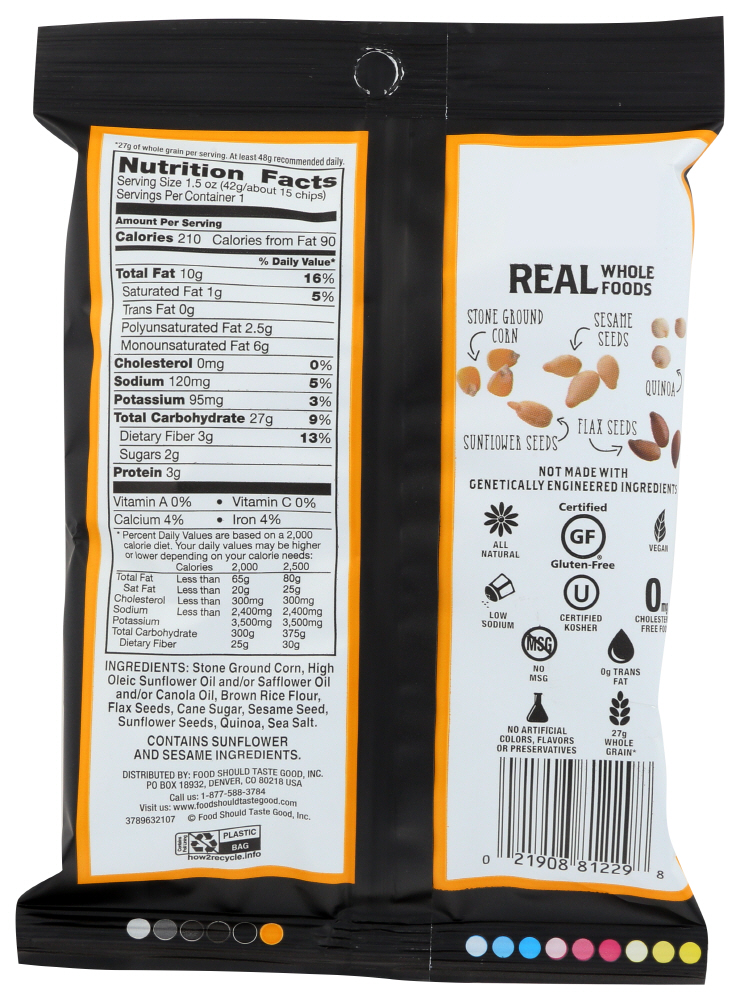 *27g of whole grain per serving. At least 48g recommended daily.
Nutrition Facts
Serving Size 1.5 oz (42g/about 15 chips)
Servings Per Container 1
Amount Per Serving
Calories 210 Calories from Fat 90
% Daily Value*
Total Fat 10g 16%
Saturated Fat 1g 5%
Trans Fat 0g
Polyunsaturated Fat 2.5g
Monounsaturated Fat 6g
Cholesterol 0mg 0%
Sodium 120mg 5%
Potassium 95mg 3%
Total Carbohydrate 27g 9%
Dietary Fiber 3g 13%
Sugars 2g
Protein 3g
Vitamin A 0% • Vitamin C 0%
Calcium 4% • Iron 4%
* Percent Daily Values are based on a 2,000
calorie diet. Your daily values may be higher
or lower depending on your calorie needs:
Calories 2,000 2,500
Total Fat Less than 65g 80g
Sat Fat Less than 20g 25g
Cholesterol Less than 300mg 300mg
Sodium Less than 2,400mg 2,400mg
Potassium 3,500mg 3,500mg
Total Carbohydrate 300g 375g
Dietary Fiber 25g 30g
INGREDIENTS: Stone Ground Corn, High
Oleic Sunflower Oil and/or Safflower Oil
and/or Canola Oil, Brown Rice Flour,
Flax Seeds, Cane Sugar, Sesame Seed,
Sunflower Seeds, Quinoa, Sea Salt.
CONTAINS SUNFLOWER
AND SESAME INGREDIENTS.
DISTRIBUTED BY: FOOD SHOULD TASTE GOOD, INC.
PO BOX 18932, DENVER, CO 80218 USA
Call us: 1-877-588-3784
Visit us: www.foodshouldtastegood.com
3789632107 © Food Should Taste Good, Inc.
PLASTIC
BAG
how2recycle.info
REAL WHOLE
FOODS
STONE GROUND
CORN
SESAME
SEEDS
QUINOA
SUNFLOWER SEEDS
FLAX SEEDS
NOT MADE WITH
GENETICALLY ENGINEERED INGREDIENTS
ALL
NATURAL
Certified
GF
Gluten-Free
VEGAN
LOW
SODIUM
U
CERTIFIED
KOSHER
0mg
CHOLESTER
FREE FOO
MSG
NO
MSG
0g TRANS
FAT
NO ARTIFICIAL
COLORS, FLAVORS
OR PRESERVATIVES
27g
WHOLE
GRAIN*
0 21908 81229 8